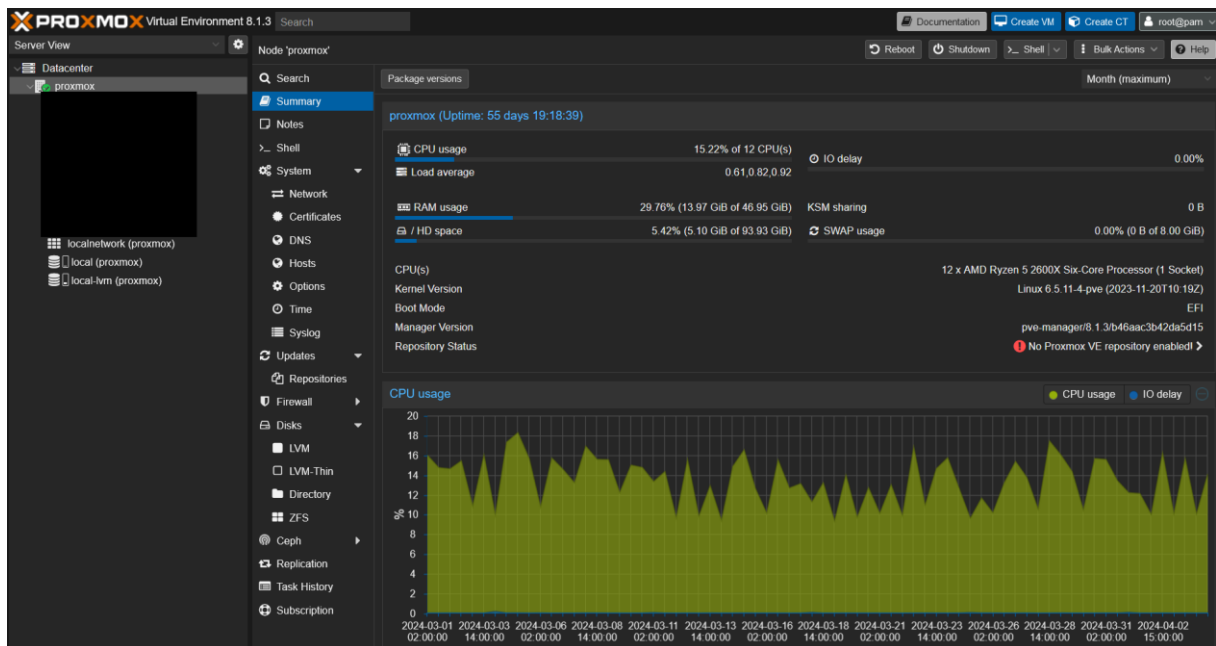 PROXMOX Virtual Environment 8.1.3 Search Documentation Create VM Create CT root@pam
Server View
Datacenter
proxmox
localnetwork (proxmox)
local (proxmox)
local-lvm (proxmox)
Node 'proxmox' Reboot Shutdown >_ Shell Bulk Actions Help
Search
Summary
Notes
>_ Shell
System
Network
Certificates
DNS
Hosts
Options
Time
Syslog
Updates
Repositories
Firewall
Disks
LVM
LVM-Thin
Directory
ZFS
Ceph
Replication
Task History
Subscription
Package versions Month (maximum)
proxmox (Uptime: 55 days 19:18:39)
CPU usage 15.22% of 12 CPU(s)
Load average 0.61,0.82,0.92
IO delay 0.00%
RAM usage 29.76% (13.97 GiB of 46.95 GiB)
/ HD space 5.42% (5.10 GiB of 93.93 GiB)
KSM sharing 0 B
SWAP usage 0.00% (0 B of 8.00 GiB)
CPU(s) 12 x AMD Ryzen 5 2600X Six-Core Processor (1 Socket)
Kernel Version Linux 6.5.11-4-pve (2023-11-20T10:19Z)
Boot Mode EFI
Manager Version pve-manager/8.1.3/b46aac3b42da5d15
Repository Status No Proxmox VE repository enabled!
CPU usage CPU usage IO delay
20
18
16
14
12
10
8
6
4
2
0
%
2024-03-01 2024-03-03 2024-03-06 2024-03-08 2024-03-11 2024-03-13 2024-03-16 2024-03-18 2024-03-21 2024-03-23 2024-03-26 2024-03-28 2024-03-31 2024-04-02
02:00:00 14:00:00 02:00:00 14:00:00 02:00:00 14:00:00 02:00:00 14:00:00 02:00:00 14:00:00 02:00:00 14:00:00 02:00:00 15:00:00